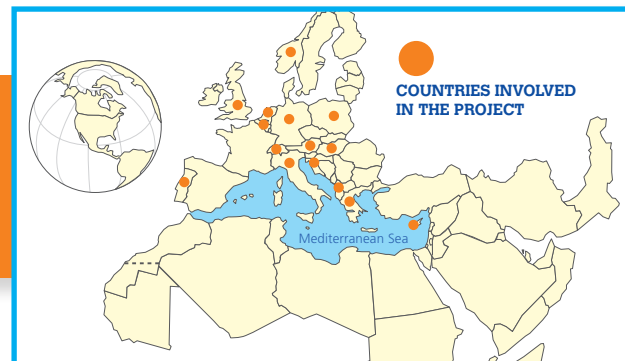 COUNTRIES INVOLVED
IN THE PROJECT
Mediterranean Sea